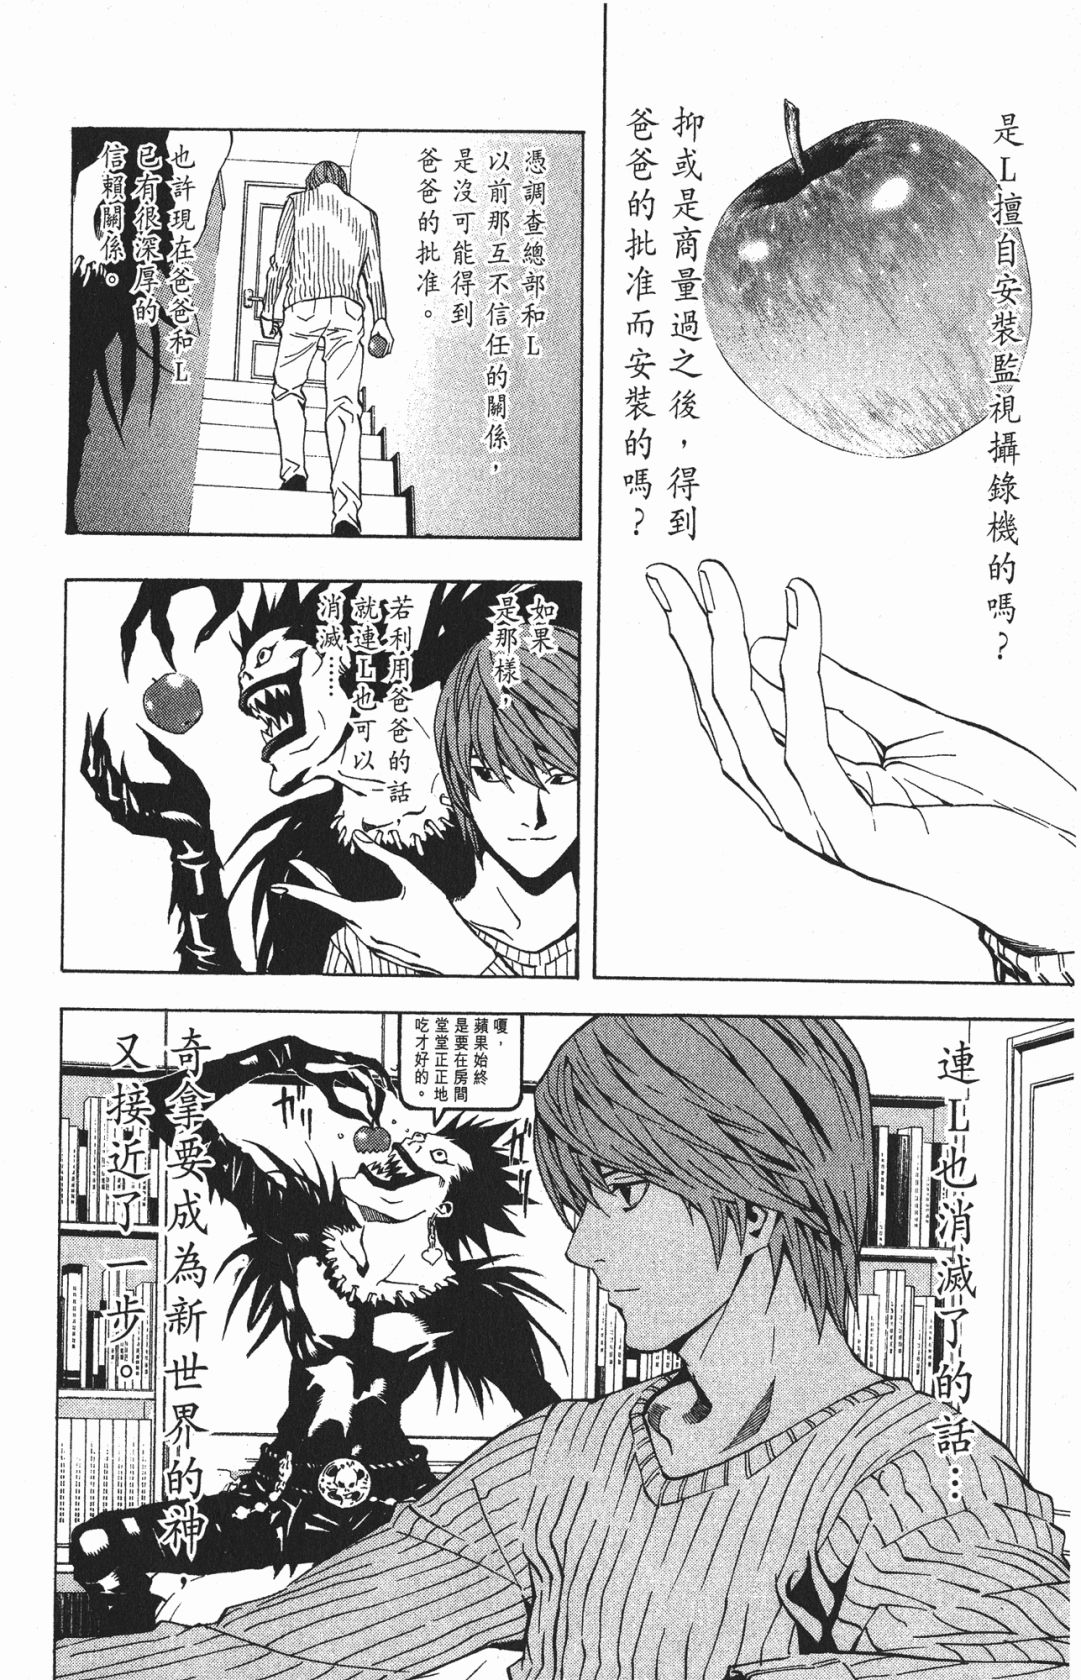 是L擅自安裝監視攝錄機的嗎？
抑或是商量過之後，得到
爸爸的批准而安裝的嗎？
憑調查總部和L
以前那互不信任的關係，
是沒可能得到
爸爸的批准。
也許現在爸爸和L
已有很深厚的
信賴關係。
如果
是那樣，
若利用爸爸的話，
就連L也可以
消滅……
連L也消滅了的話…
嗄，
蘋果始終
是要在房間
堂堂正正地
吃才好的。
ガッ
ガッ
奇拿要成為新世界的神，
又接近了一步。